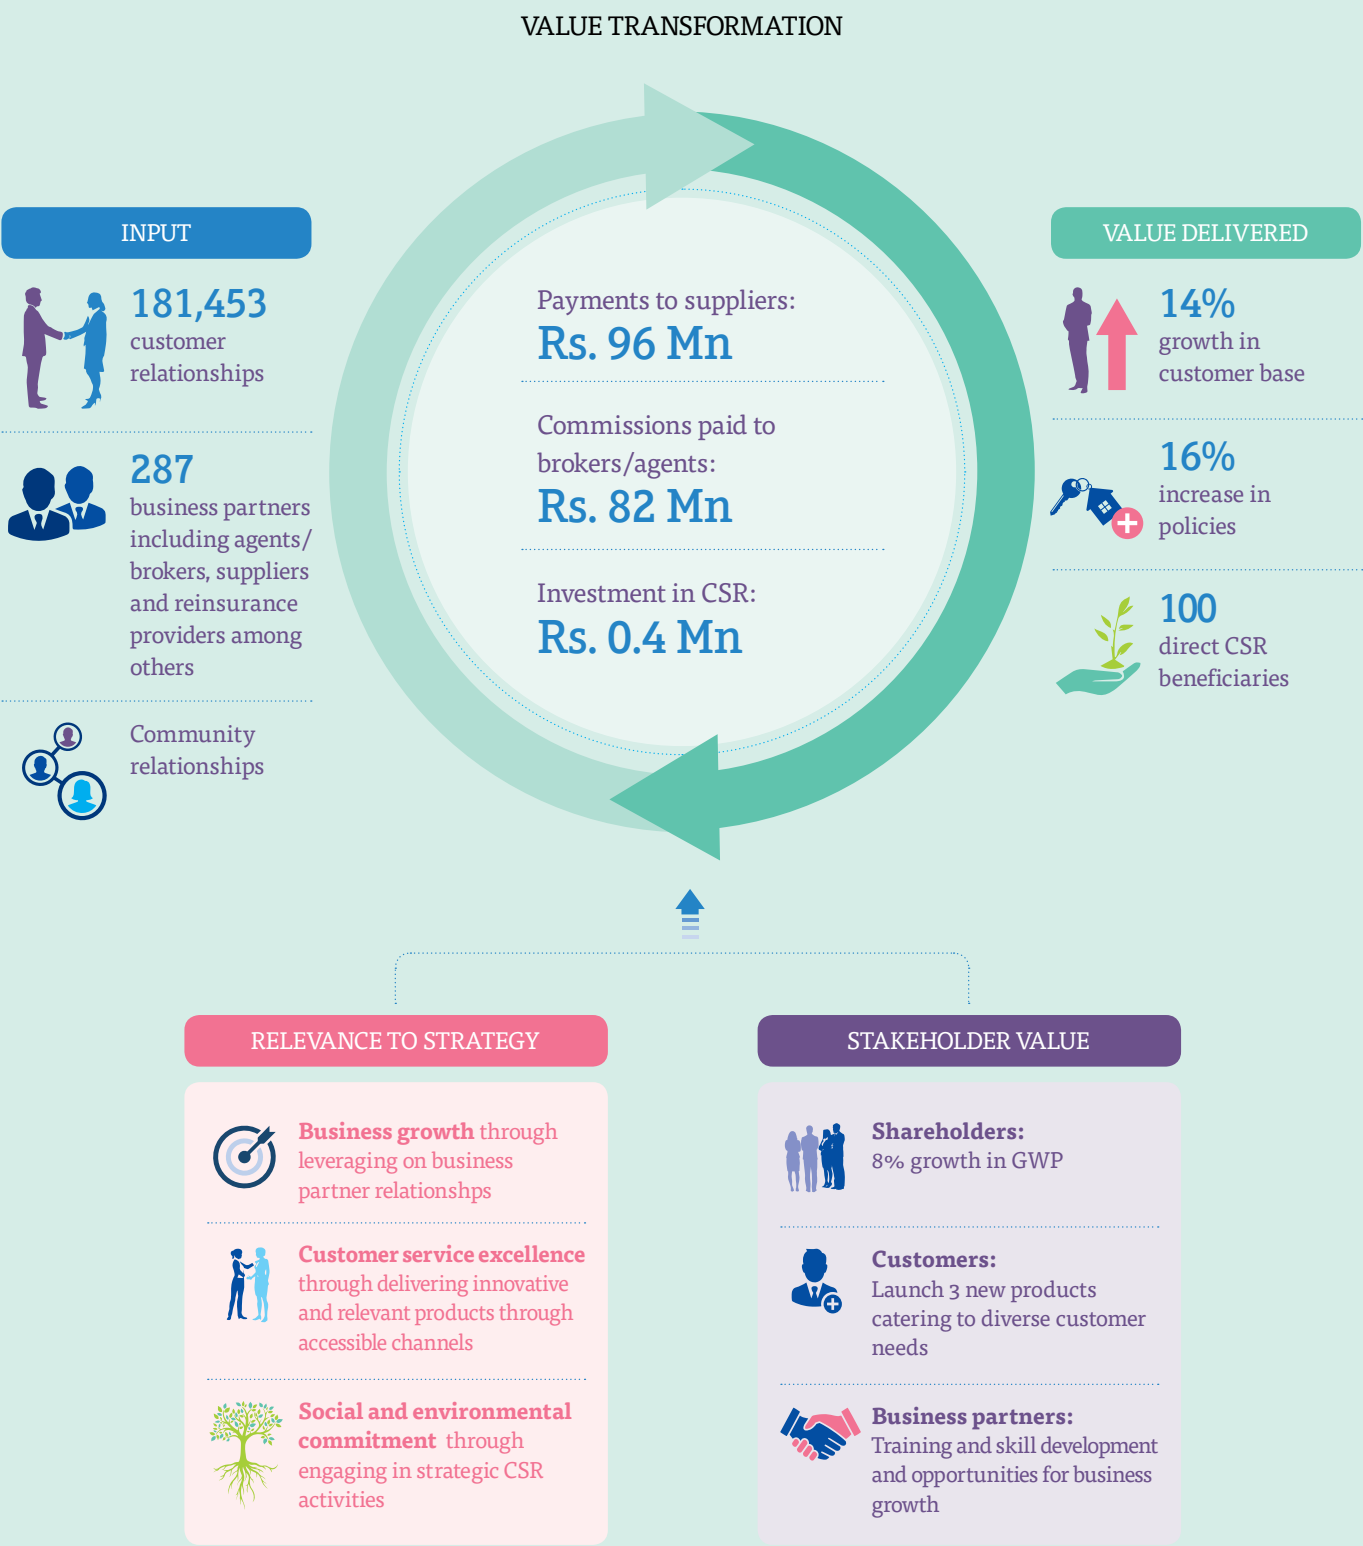 VALUE TRANSFORMATION
INPUT
181,453
customer
relationships
287
business partners
including agents/
brokers, suppliers
and reinsurance
providers among
others
Community
relationships
Payments to suppliers:
Rs. 96 Mn
Commissions paid to
brokers/agents:
Rs. 82 Mn
Investment in CSR:
Rs. 0.4 Mn
VALUE DELIVERED
14%
growth in
customer base
16%
increase in
policies
100
direct CSR
beneficiaries
RELEVANCE TO STRATEGY
Business growth through
leveraging on business
partner relationshps
Customer service excellence
through delivering innovative
and relevant products through
accessible channels
Social and environmental
commitment through
engaging in strategic CSR
activities
STAKEHOLDER VALUE
Shareholders:
8% growth in GWP
Customers:
Launch 3 new products
catering to diverse customer
needs
Business partners:
Training and skill development
and opportunities for business
growth